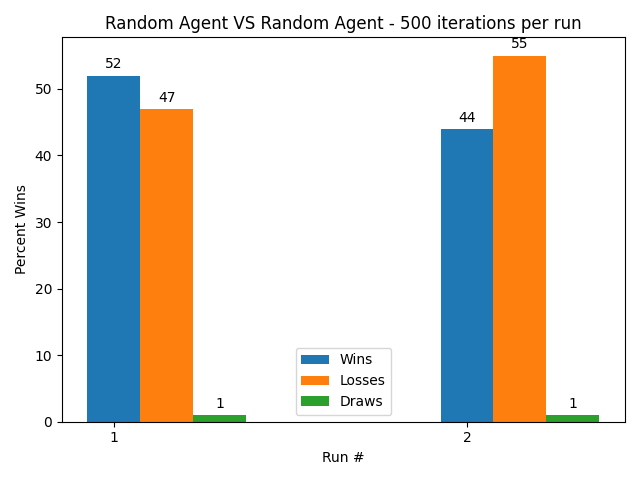 Random Agent VS Random Agent - 500 iterations per run
52
47
1
44
55
1
Percent Wins
50
40
30
20
10
0
Wins
Losses
Draws
1
2
Run #